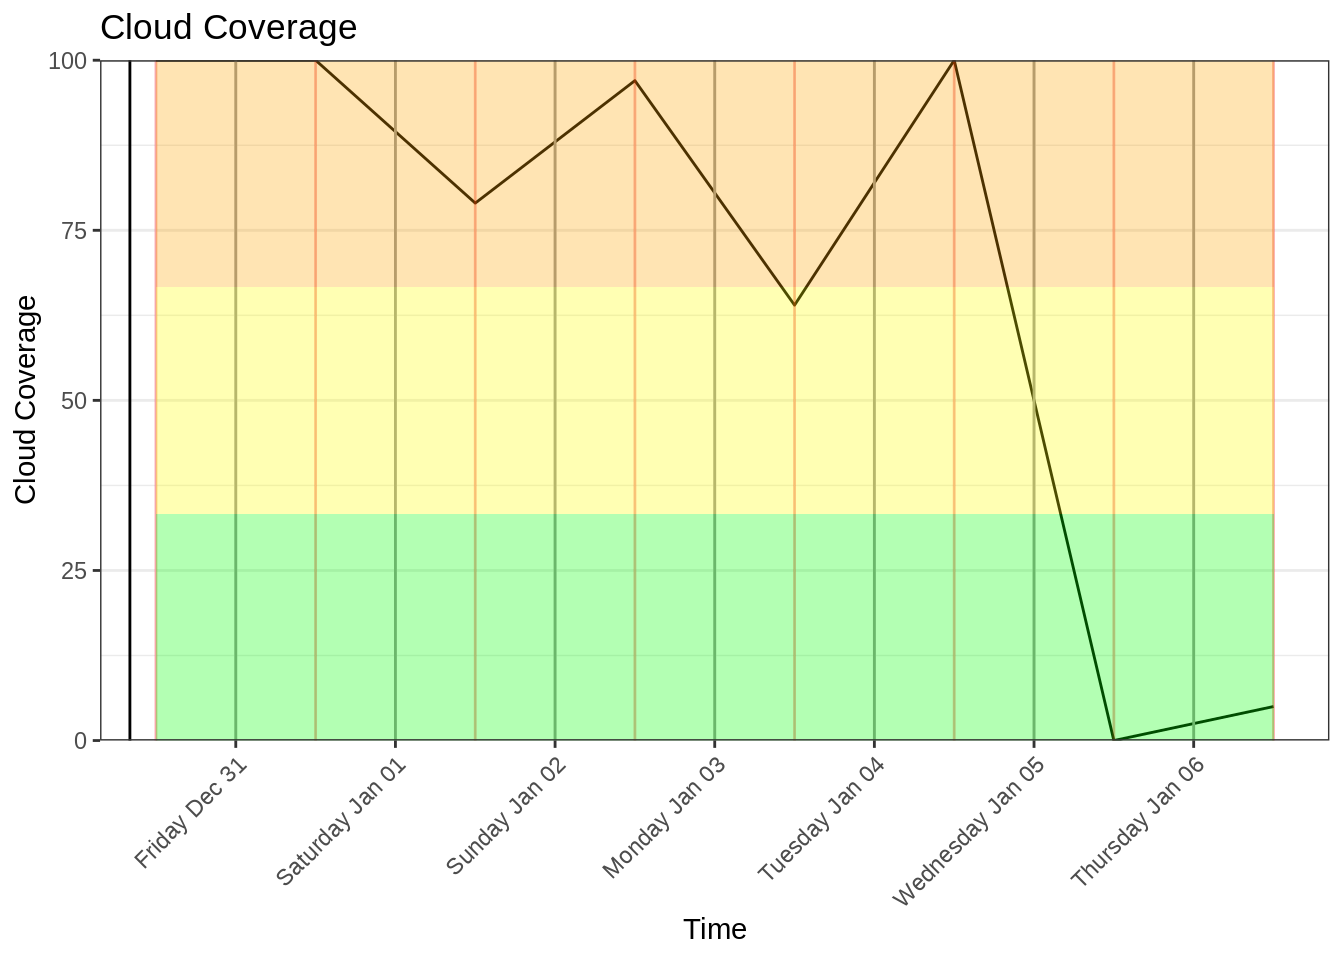 Cloud Coverage
Cloud Coverage
100
75
50
25
0
Friday Dec 31
Saturday Jan 01
Sunday Jan 02
Monday Jan 03
Tuesday Jan 04
Wednesday Jan 05
Thursday Jan 06
Time